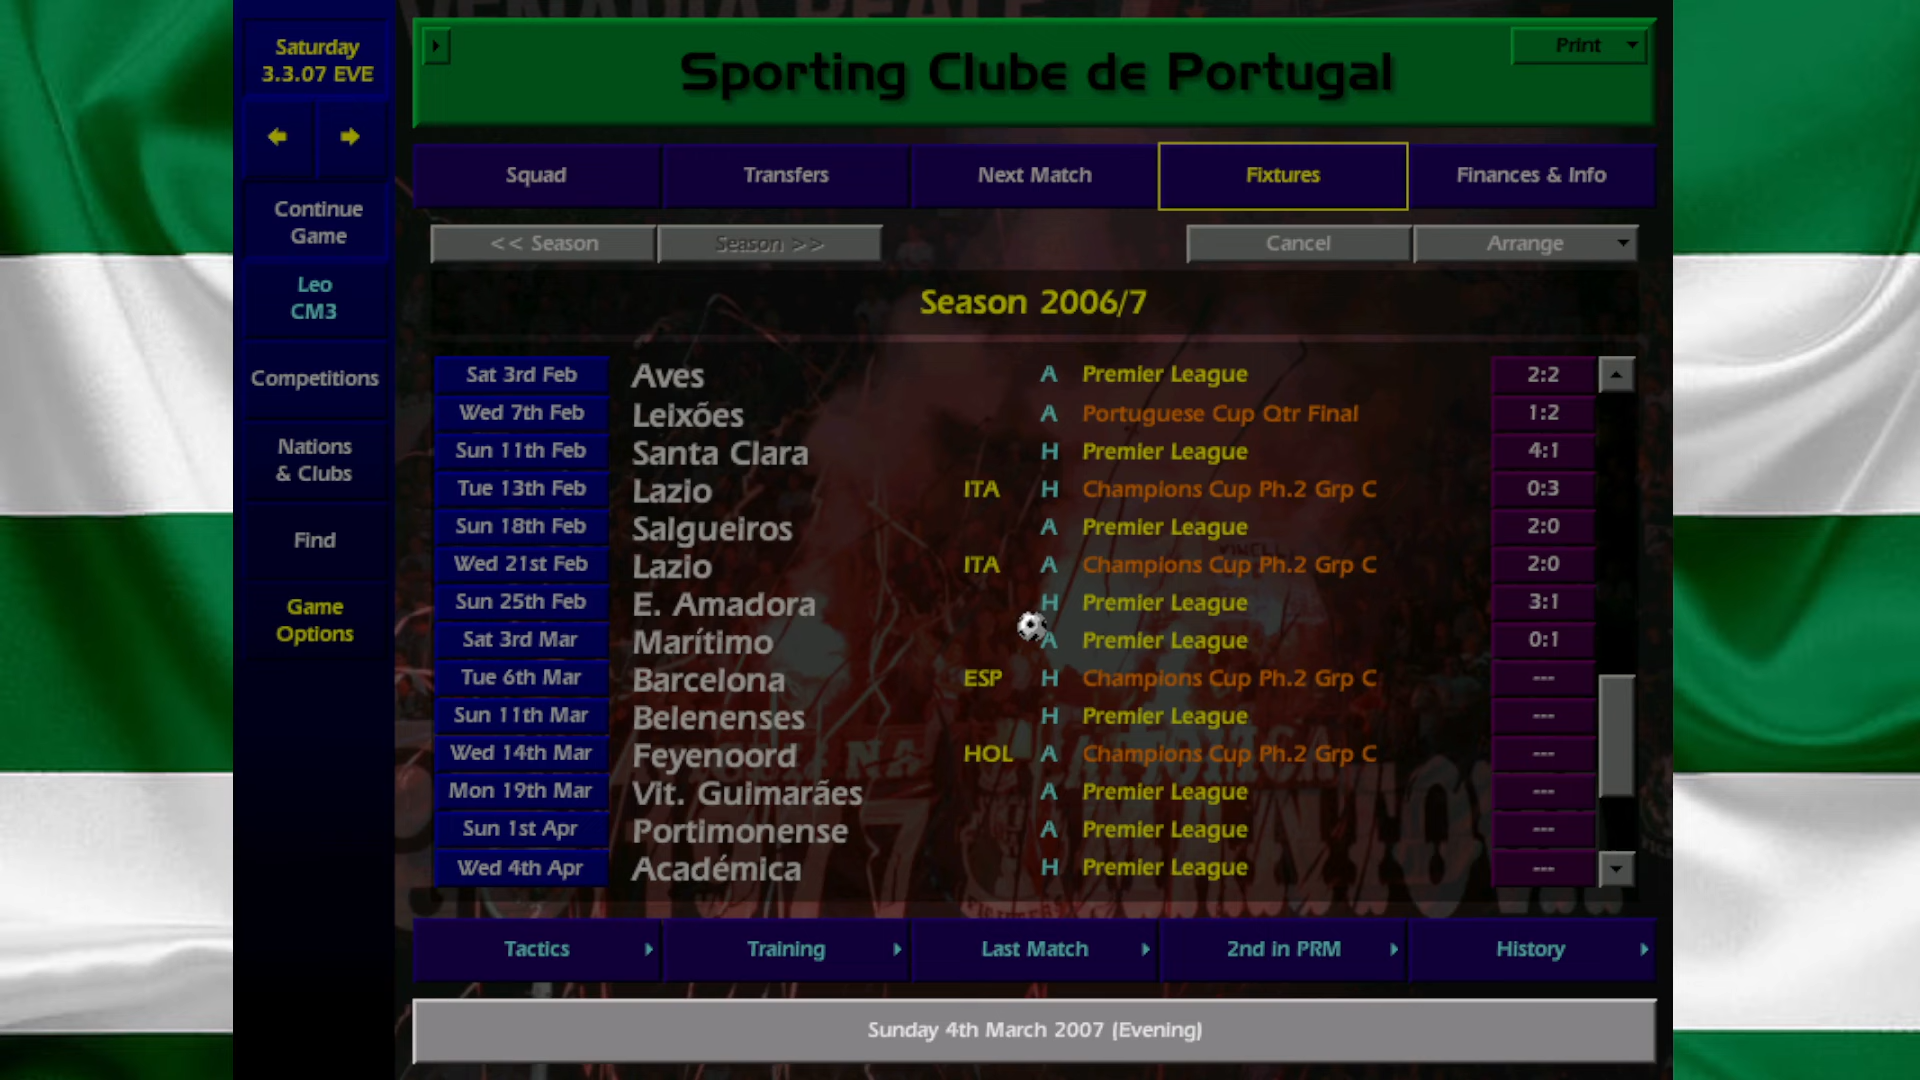 Saturday
3.3.07 EVE
Continue
Game
Leo
CM3
Competitions
Nations
& Clubs
Find
Game
Options
Sporting Clube de Portugal
Print
Squad Transfers Next Match Fixtures Finances & Info
<< Season Season >> Cancel Arrange
Season 2006/7
Sat 3rd Feb Aves A Premier League 2:2
Wed 7th Feb Leixões A Portuguese Cup Qtr Final 1:2
Sun 11th Feb Santa Clara H Premier League 4:1
Tue 13th Feb Lazio ITA H Champions Cup Ph.2 Grp C 0:3
Sun 18th Feb Salgueiros A Premier League 2:0
Wed 21st Feb Lazio ITA A Champions Cup Ph.2 Grp C 2:0
Sun 25th Feb E. Amadora H Premier League 3:1
Sat 3rd Mar Marítimo A Premier League 0:1
Tue 6th Mar Barcelona ESP H Champions Cup Ph.2 Grp C ---
Sun 11th Mar Belenenses H Premier League ---
Wed 14th Mar Feyenoord HOL A Champions Cup Ph.2 Grp C ---
Mon 19th Mar Vit. Guimarães A Premier League ---
Sun 1st Apr Portimonense A Premier League ---
Wed 4th Apr Académica H Premier League ---
Tactics Training Last Match 2nd in PRM History
Sunday 4th March 2007 (Evening)